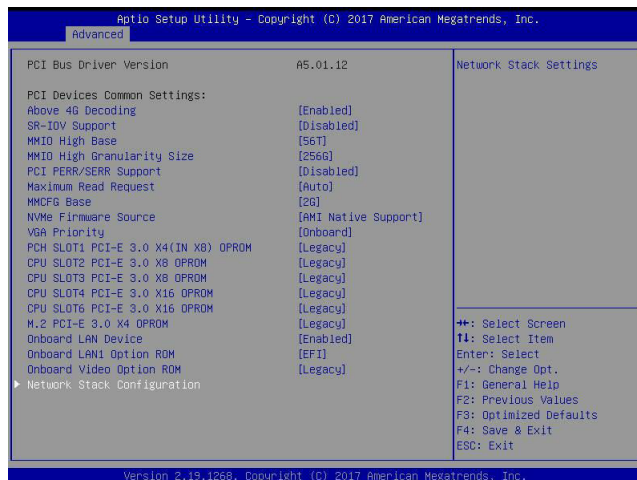 Aptio Setup Utility – Copyright (C) 2017 American Megatrends, Inc.
Advanced
PCI Bus Driver Version A5.01.12
Network Stack Settings
PCI Devices Common Settings:
Above 4G Decoding [Enabled]
SR-IOV Support [Disabled]
MMIO High Base [56T]
MMIO High Granularity Size [256G]
PCI PERR/SERR Support [Disabled]
Maximum Read Request [Auto]
MMCFG Base [2G]
NVMe Firmware Source [AMI Native Support]
VGA Priority [Onboard]
PCH SLOT1 PCI-E 3.0 X4(IN X8) OPROM [Legacy]
CPU SLOT2 PCI-E 3.0 X8 OPROM [Legacy]
CPU SLOT3 PCI-E 3.0 X8 OPROM [Legacy]
CPU SLOT4 PCI-E 3.0 X16 OPROM [Legacy]
CPU SLOT6 PCI-E 3.0 X16 OPROM [Legacy]
M.2 PCI-E 3.0 X4 OPROM [Legacy]
Onboard LAN Device [Enabled]
Onboard LAN1 Option ROM [EFI]
Onboard Video Option ROM [Legacy]
Network Stack Configuration
→←: Select Screen
↑↓: Select Item
Enter: Select
+/-: Change Opt.
F1: General Help
F2: Previous Values
F3: Optimized Defaults
F4: Save & Exit
ESC: Exit
Version 2.19.1268. Copyright (C) 2017 American Megatrends, Inc.